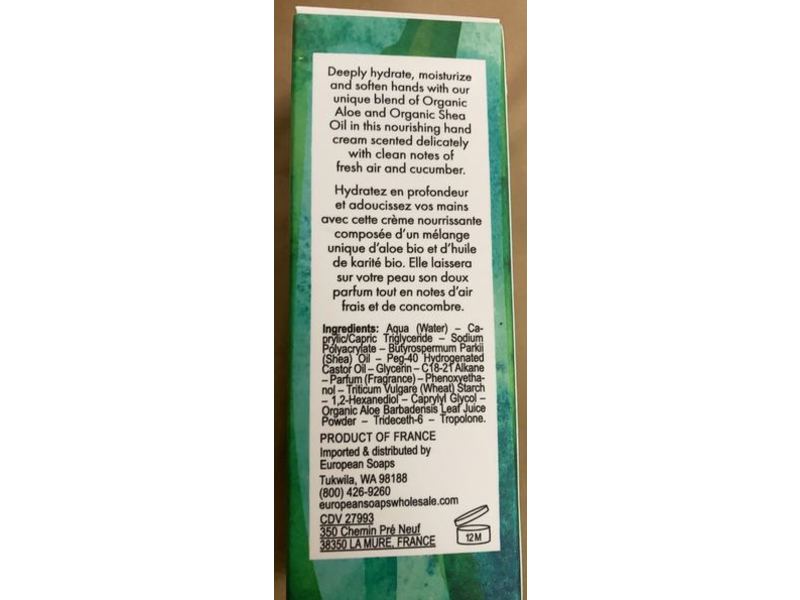 Deeply hydrate, moisturize
and soften hands with our
unique blend of Organic
Aloe and Organic Shea
Oil in this nourishing hand
cream scented delicately
with clean notes of
fresh air and cucumber.
Hydratez en profondeur
et adoucissez vos mains
avec cette crème nourrissante
composée d'un mélange
unique d'aloe bio et d'huile
de karité bio. Elle laissera
sur votre peau son doux
parfum tout en notes d'air
frais et de concombre.
Ingredients: Aqua (Water) – Ca-
prylic/Capric Triglyceride – Sodium
Polyacrylate – Butyrospermum Parkii
(Shea) Oil – Peg-40 Hydrogenated
Castor Oil – Glycerin – C18-21 Alkane
– Parfum (Fragrance) – Phenoxyetha-
nol – Triticum Vulgare (Wheat) Starch
– 1,2-Hexanediol – Caprylyl Glycol –
Organic Aloe Barbadensis Leaf Juice
Powder – Trideceth-6 – Tropolone.
PRODUCT OF FRANCE
Imported & distributed by
European Soaps
Tukwila, WA 98188
(800) 426-9260
europeansoapswholesale.com
CDV 27993
350 Chemin Pré Neuf
38350 LA MURE, FRANCE
12M